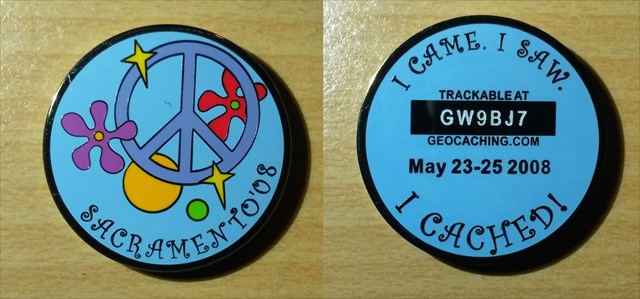 SACRAMENTO'08
I CAME. I SAW.
TRACKABLE AT
GW9BJ7
GEOCACHING.COM
May 23-25 2008
I CACHED!